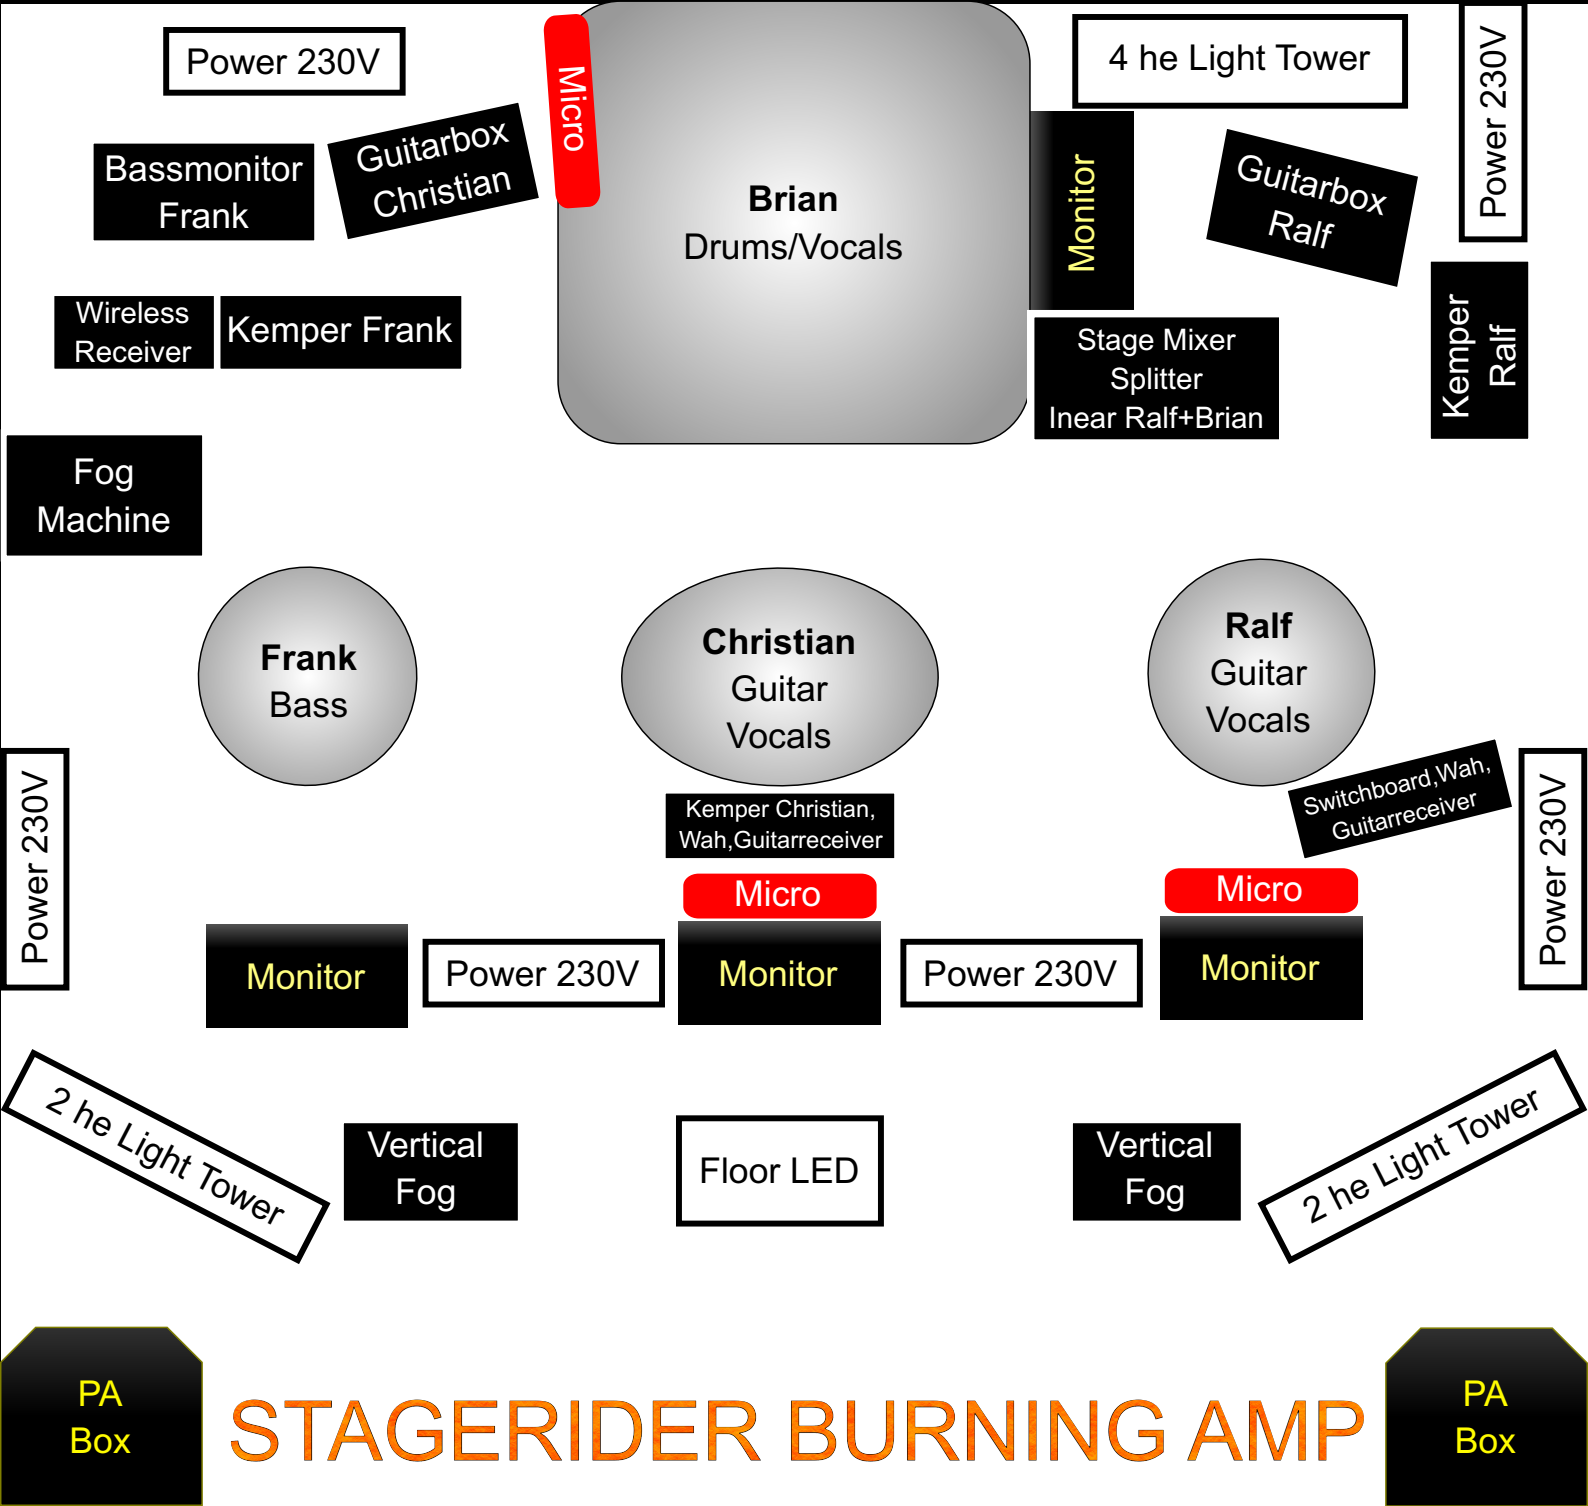 Power 230V
Micro
4 he Light Tower
Power 230V
Bassmonitor
Frank
Guitarbox
Christian
Brian
Drums/Vocals
Monitor
Guitarbox
Ralf
Wireless
Receiver
Kemper Frank
Stage Mixer
Splitter
Inear Ralf+Brian
Kemper
Ralf
Fog
Machine
Frank
Bass
Christian
Guitar
Vocals
Ralf
Guitar
Vocals
Power 230V
Kemper Christian,
Wah,Guitarreceiver
Switchboard,Wah,
Guitarreceiver
Power 230V
Micro
Micro
Monitor
Power 230V
Monitor
Power 230V
Monitor
2 he Light Tower
Vertical
Fog
Floor LED
Vertical
Fog
2 he Light Tower
PA
Box
STAGERIDER BURNING AMP
PA
Box